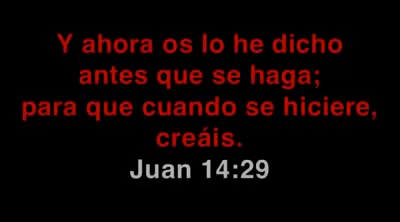 Y ahora os lo he dicho
antes que se haga;
para que cuando se hiciere,
creáis.
Juan 14:29